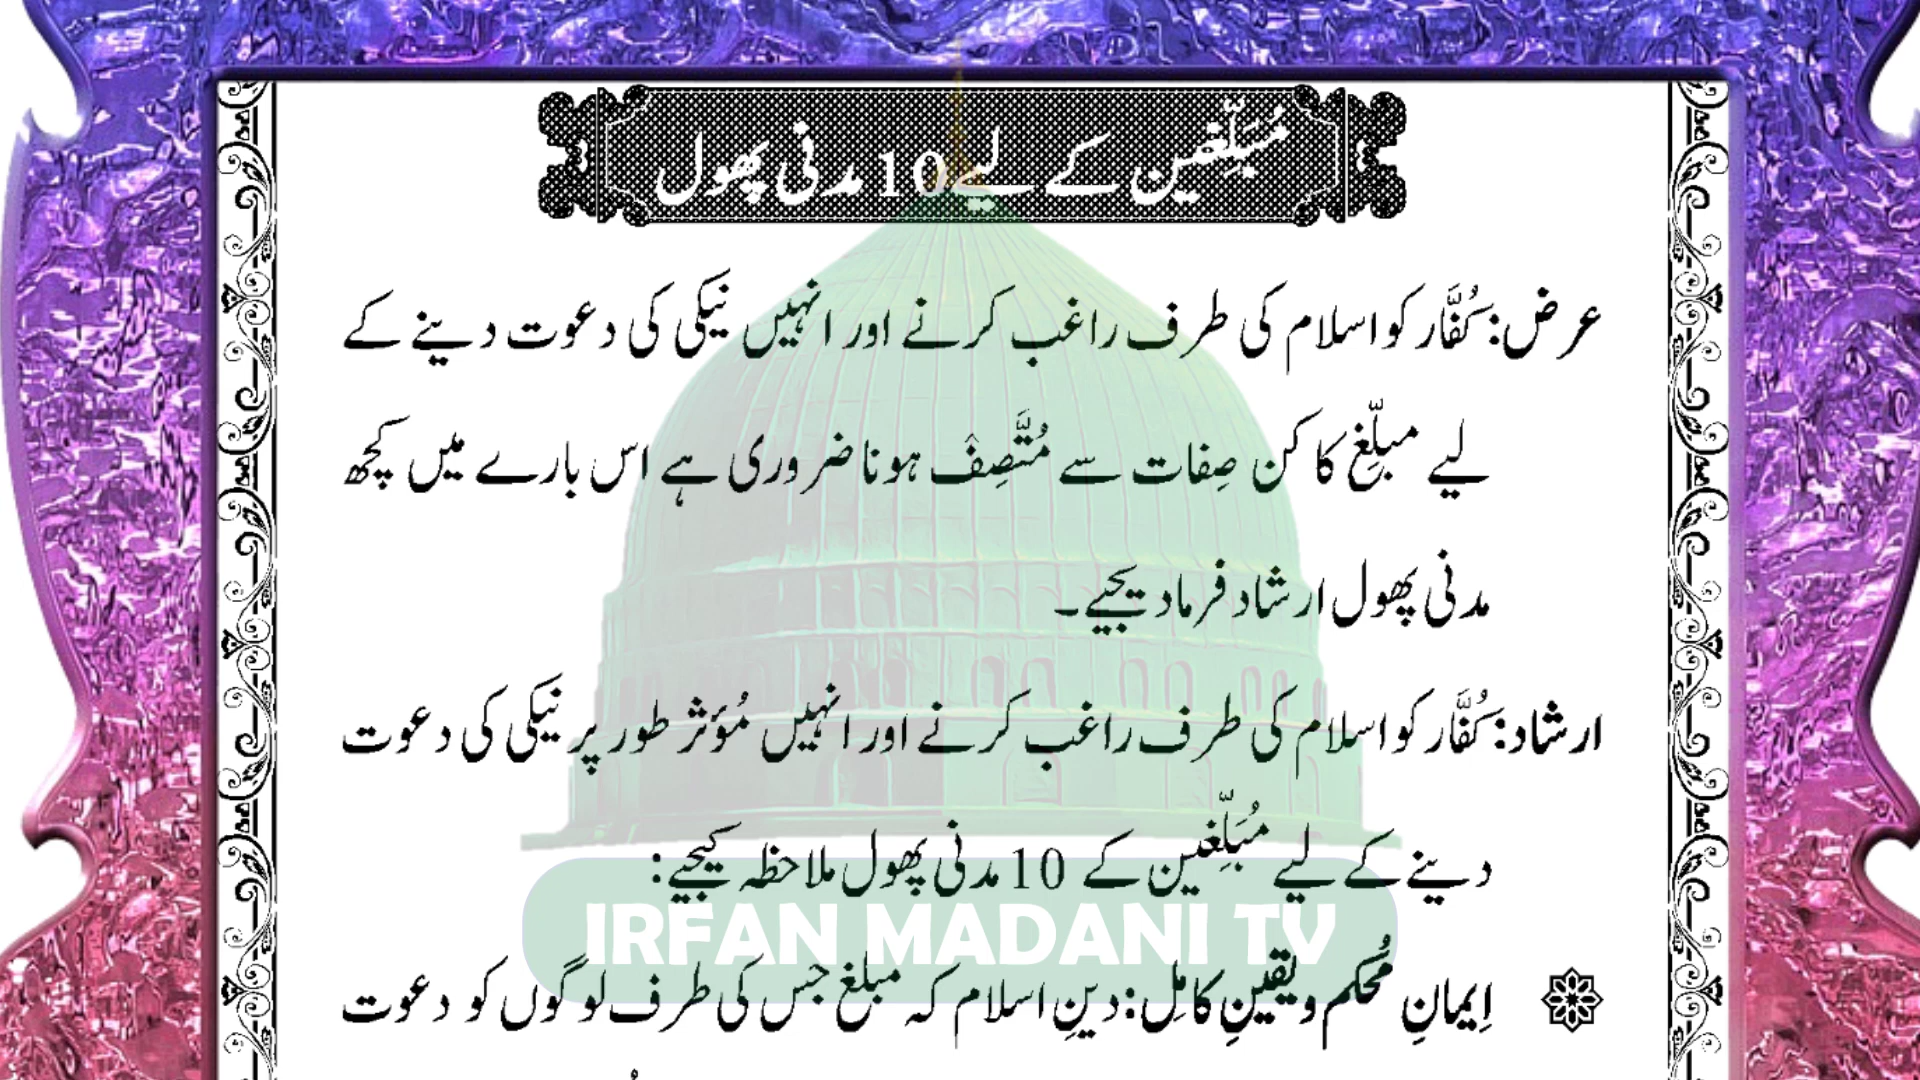 مُبَلِّغین کے لیے 10 مدنی پھول
عرض: کُفَّار کو اسلام کی طرف راغب کرنے اور انہیں نیکی کی دعوت دینے کے
لیے مبلِّغ کا کن صِفات سے مُتَّصِفْ ہونا ضروری ہے اس بارے میں کچھ
مدنی پھول ارشاد فرما دیجیے۔
ارشاد: کُفَّار کو اسلام کی طرف راغب کرنے اور انہیں مُؤثر طور پر نیکی کی دعوت
دینے کے لیے مُبَلِّغین کے 10 مدنی پھول ملاحظہ کیجیے:
IRFAN MADANI TV
اِیمانِ مُحکم و یقینِ کامِل: دینِ اسلام کہ مبلغ جس کی طرف لوگوں کو دعوت